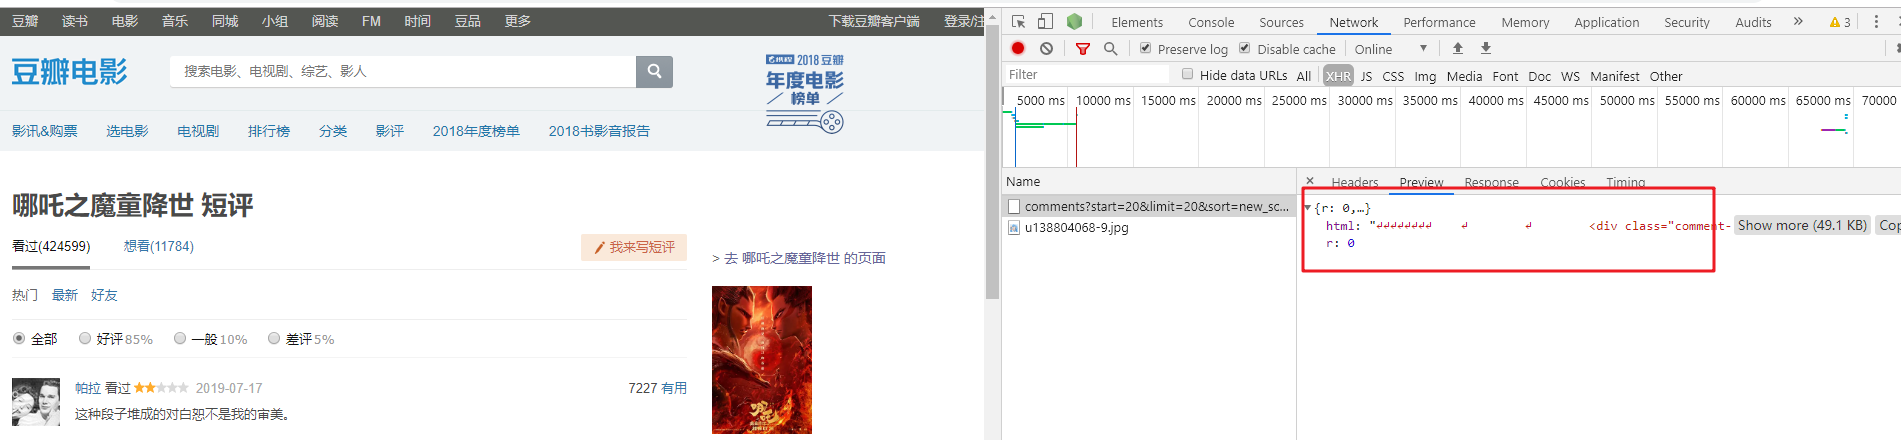 豆瓣 读书 电影 音乐 同城 小组 阅读 FM 时间 豆品 更多 下载豆瓣客户端 登录/注
豆瓣电影
搜索电影、电视剧、综艺、影人
2018 豆瓣
年度电影
榜单
影讯&购票 选电影 电视剧 排行榜 分类 影评 2018年度榜单 2018书影音报告
哪吒之魔童降世 短评
看过(424599) 想看(11784) 我来写短评
> 去 哪吒之魔童降世 的页面
热门 最新 好友
全部 好评85% 一般10% 差评5%
帕拉 看过 2019-07-17 7227 有用
这种段子堆成的对白恕不是我的审美。
Elements Console Sources Network Performance Memory Application Security Audits » 3
Preserve log Disable cache Online
Filter Hide data URLs All XHR JS CSS Img Media Font Doc WS Manifest Other
5000 ms 10000 ms 15000 ms 20000 ms 25000 ms 30000 ms 35000 ms 40000 ms 45000 ms 50000 ms 55000 ms 60000 ms 65000 ms 70000
Name × Headers Preview Response Cookies Timing
comments?start=20&limit=20&sort=new_sc...
u138804068-9.jpg
{r: 0,…}
html: "↲↲↲↲↲↲↲↲ ↲ ↲ <div class="comment- Show more (49.1 KB) Cop
r: 0